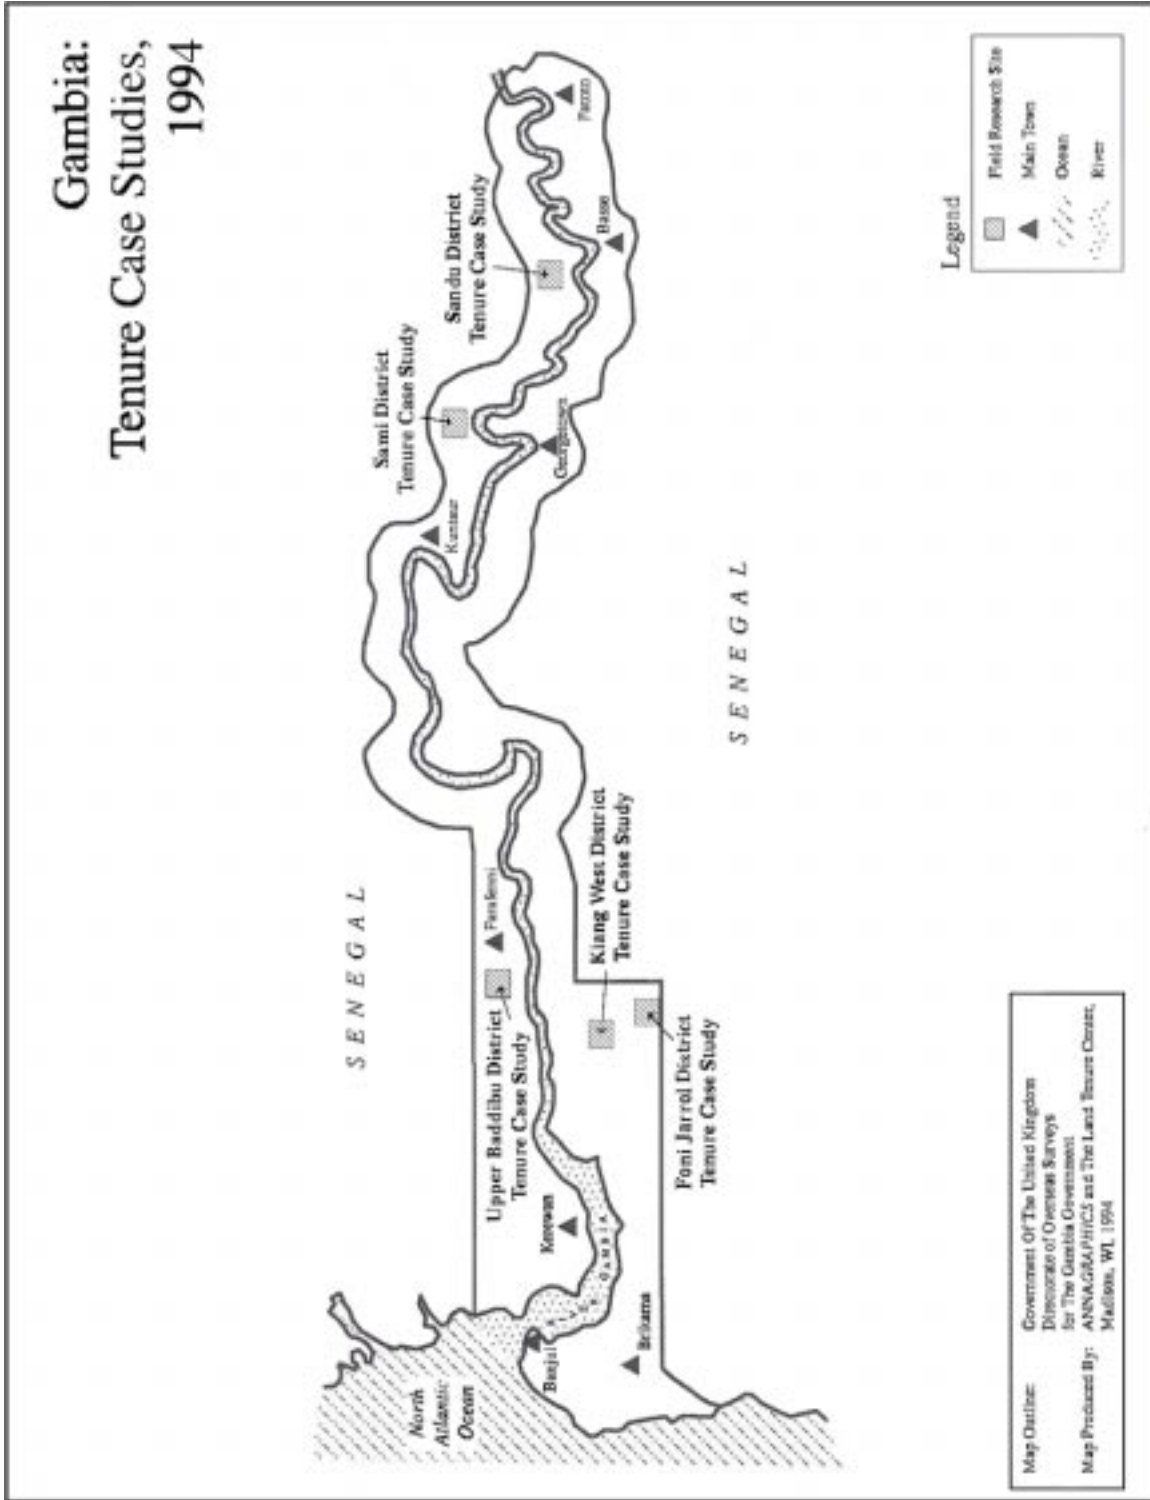 Gambia:
Tenure Case Studies,
1994
SENEGAL
Sami District
Tenure Case Study
Sandu District
Tenure Case Study
Upper Baddibu District
Tenure Case Study
Farafenni
Kuntaur
Georgetown
Basse
Fatoto
North
Atlantic
Ocean
Banjul
Kerewan
RIVER GAMBIA
Brikama
Kiang West District
Tenure Case Study
Foni Jarrol District
Tenure Case Study
SENEGAL
Map Outline: Government Of The United Kingdom
Directorate of Overseas Surveys
for The Gambia Government
Map Produced By: ANNAGRAPHICS and The Land Tenure Center,
Madison, WI, 1994
Legend
Field Research Site
Main Town
Ocean
River